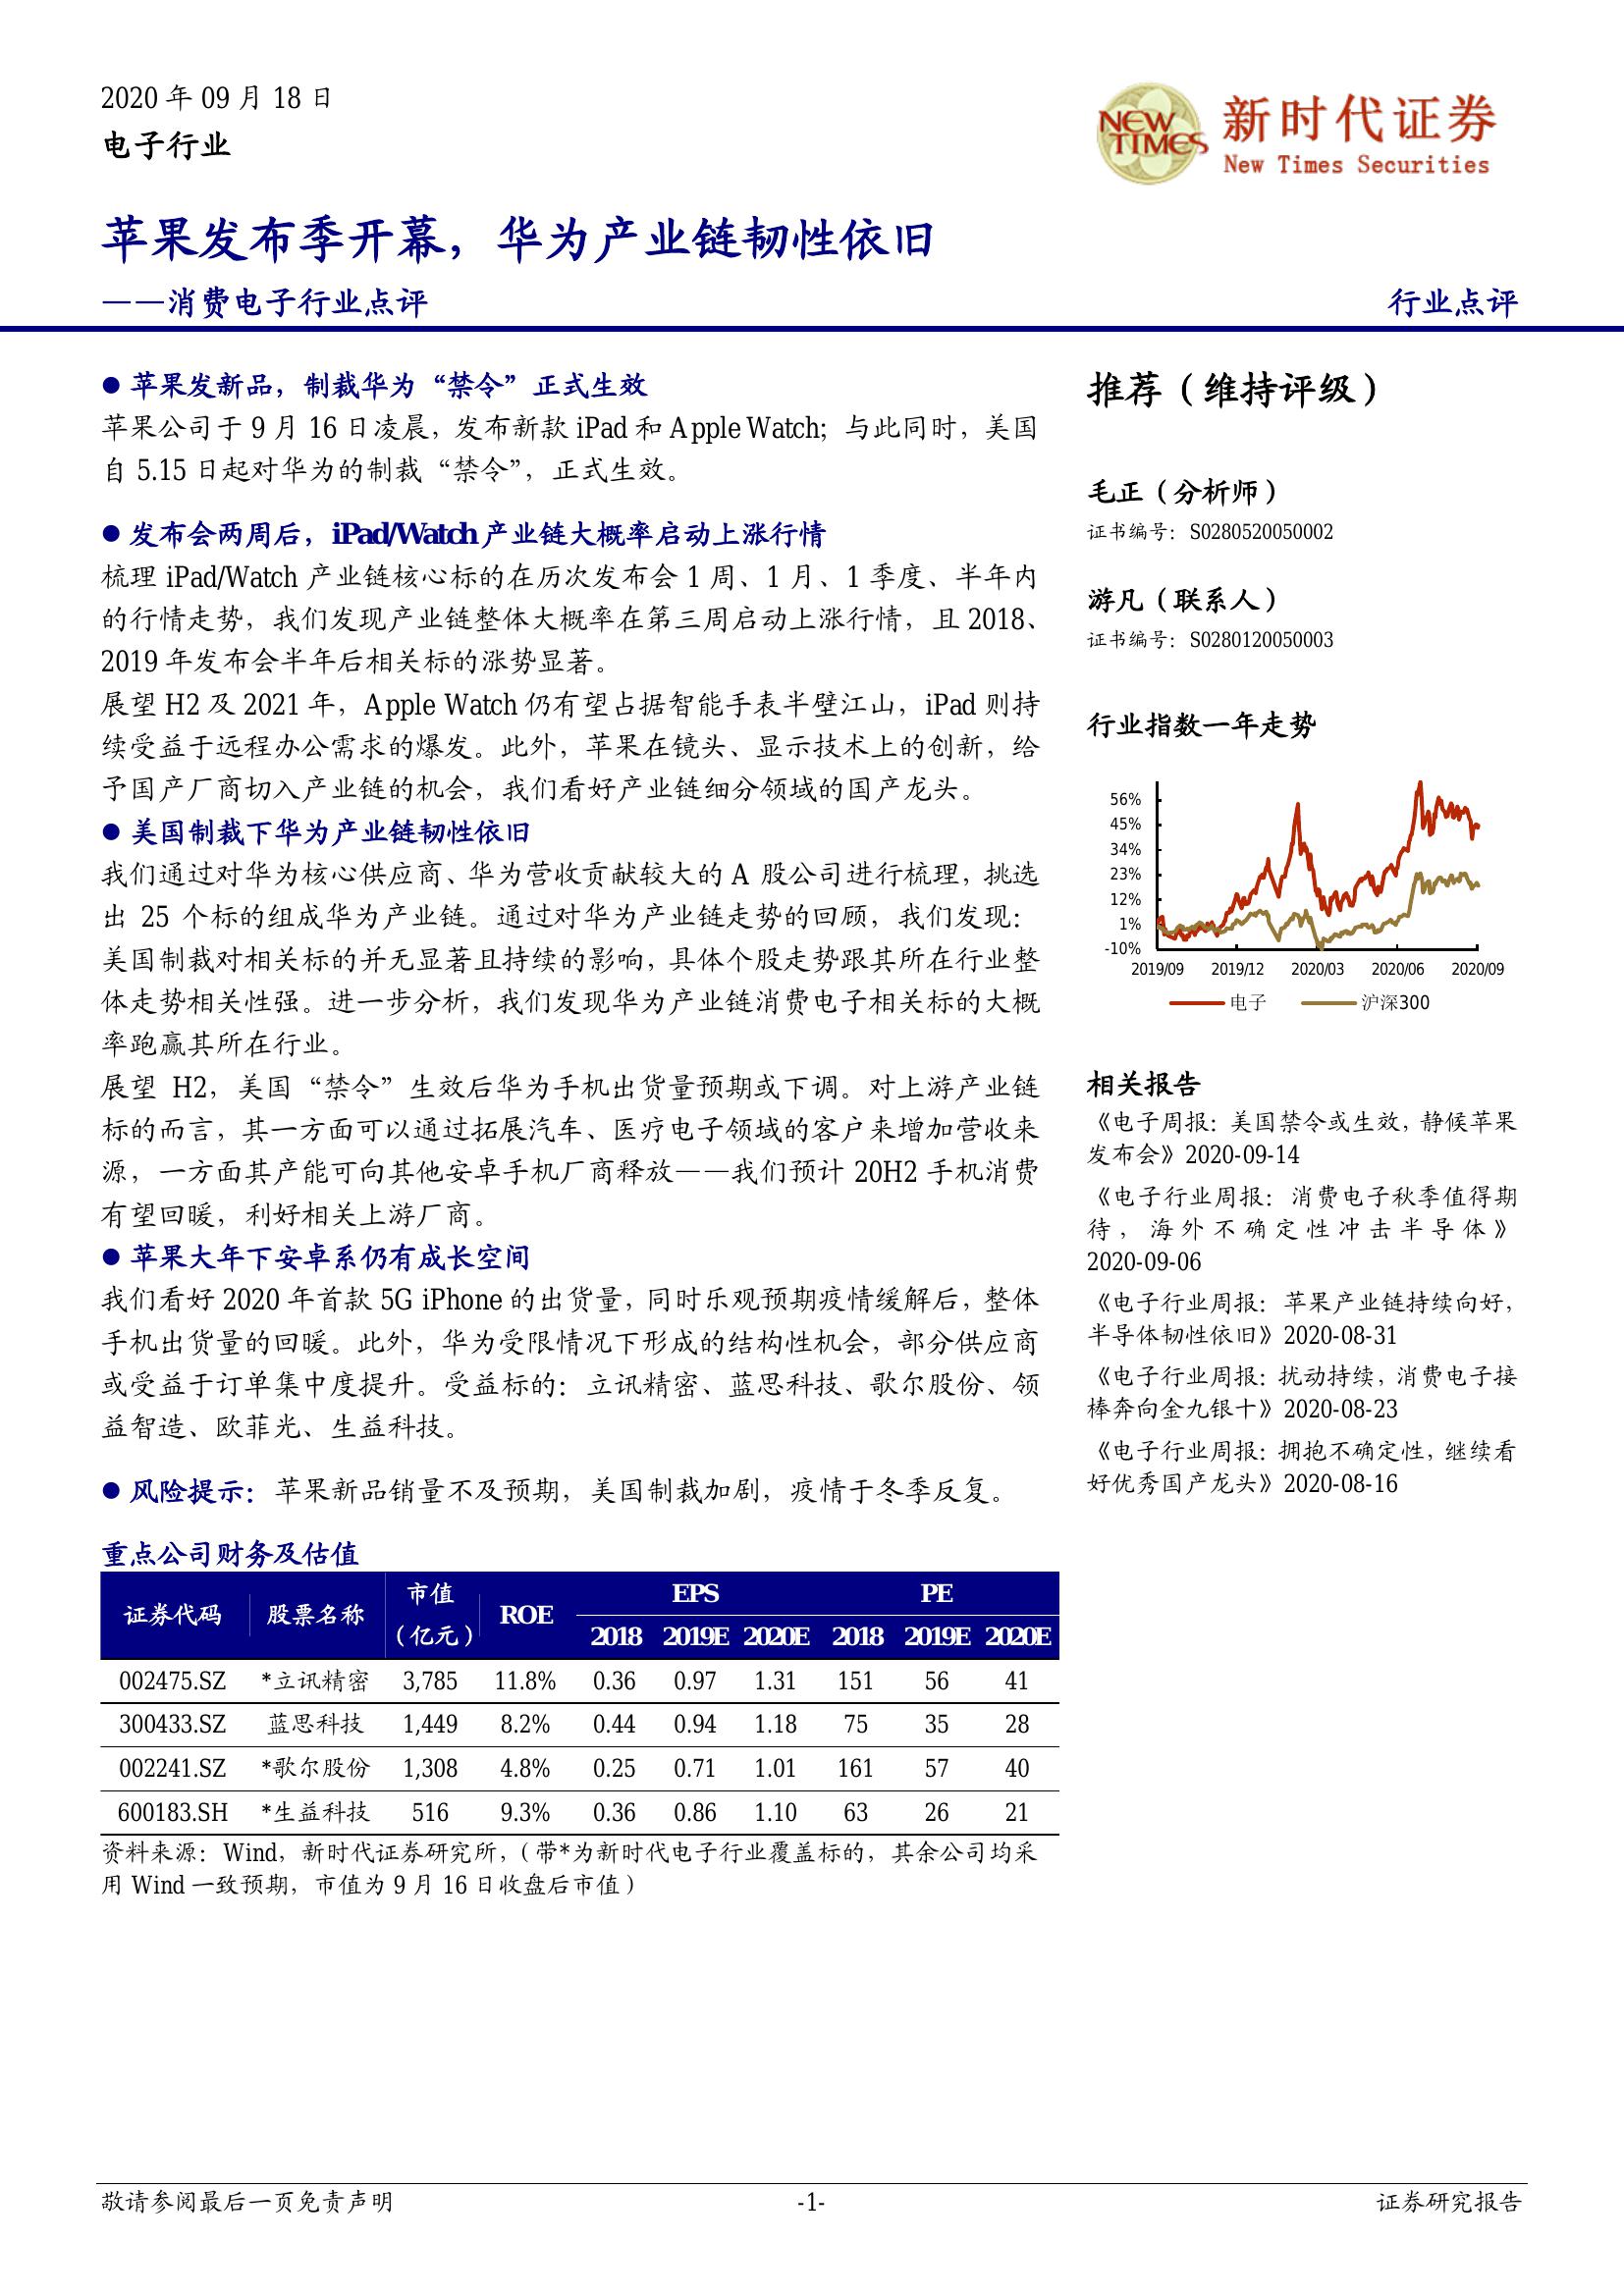 2020 年 09 月 18 日
电子行业
NEW TIMES
新时代证券
New Times Securities
苹果发布季开幕，华为产业链韧性依旧
——消费电子行业点评
行业点评
● 苹果发新品，制裁华为“禁令”正式生效
苹果公司于 9 月 16 日凌晨，发布新款 iPad 和 Apple Watch；与此同时，美国
自 5.15 日起对华为的制裁“禁令”，正式生效。
● 发布会两周后，iPad/Watch 产业链大概率启动上涨行情
梳理 iPad/Watch 产业链核心标的在历次发布会 1 周、1 月、1 季度、半年内
的行情走势，我们发现产业链整体大概率在第三周启动上涨行情，且 2018、
2019 年发布会半年后相关标的涨势显著。
展望 H2 及 2021 年，Apple Watch 仍有望占据智能手表半壁江山，iPad 则持
续受益于远程办公需求的爆发。此外，苹果在镜头、显示技术上的创新，给
予国产厂商切入产业链的机会，我们看好产业链细分领域的国产龙头。
● 美国制裁下华为产业链韧性依旧
我们通过对华为核心供应商、华为营收贡献较大的 A 股公司进行梳理，挑选
出 25 个标的组成华为产业链。通过对华为产业链走势的回顾，我们发现：
美国制裁对相关标的并无显著且持续的影响，具体个股走势跟其所在行业整
体走势相关性强。进一步分析，我们发现华为产业链消费电子相关标的大概
率跑赢其所在行业。
展望 H2，美国“禁令”生效后华为手机出货量预期或下调。对上游产业链
标的而言，其一方面可以通过拓展汽车、医疗电子领域的客户来增加营收来
源，一方面其产能可向其他安卓手机厂商释放——我们预计 20H2 手机消费
有望回暖，利好相关上游厂商。
● 苹果大年下安卓系仍有成长空间
我们看好 2020 年首款 5G iPhone 的出货量，同时乐观预期疫情缓解后，整体
手机出货量的回暖。此外，华为受限情况下形成的结构性机会，部分供应商
或受益于订单集中度提升。受益标的：立讯精密、蓝思科技、歌尔股份、领
益智造、欧菲光、生益科技。
● 风险提示：苹果新品销量不及预期，美国制裁加剧，疫情于冬季反复。
重点公司财务及估值
证券代码 股票名称 市值（亿元） ROE EPS PE
2018 2019E 2020E 2018 2019E 2020E
002475.SZ *立讯精密 3,785 11.8% 0.36 0.97 1.31 151 56 41
300433.SZ 蓝思科技 1,449 8.2% 0.44 0.94 1.18 75 35 28
002241.SZ *歌尔股份 1,308 4.8% 0.25 0.71 1.01 161 57 40
600183.SH *生益科技 516 9.3% 0.36 0.86 1.10 63 26 21
资料来源：Wind，新时代证券研究所，（带*为新时代电子行业覆盖标的，其余公司均采
用 Wind 一致预期，市值为 9 月 16 日收盘后市值）
推荐（维持评级）
毛正（分析师）
证书编号：S0280520050002
游凡（联系人）
证书编号：S0280120050003
行业指数一年走势
56%
45%
34%
23%
12%
1%
-10%
2019/09 2019/12 2020/03 2020/06 2020/09
电子 沪深300
相关报告
《电子周报：美国禁令或生效，静候苹果
发布会》2020-09-14
《电子行业周报：消费电子秋季值得期
待，海外不确定性冲击半导体》
2020-09-06
《电子行业周报：苹果产业链持续向好，
半导体韧性依旧》2020-08-31
《电子行业周报：扰动持续，消费电子接
棒奔向金九银十》2020-08-23
《电子行业周报：拥抱不确定性，继续看
好优秀国产龙头》2020-08-16
敬请参阅最后一页免责声明
-1-
证券研究报告